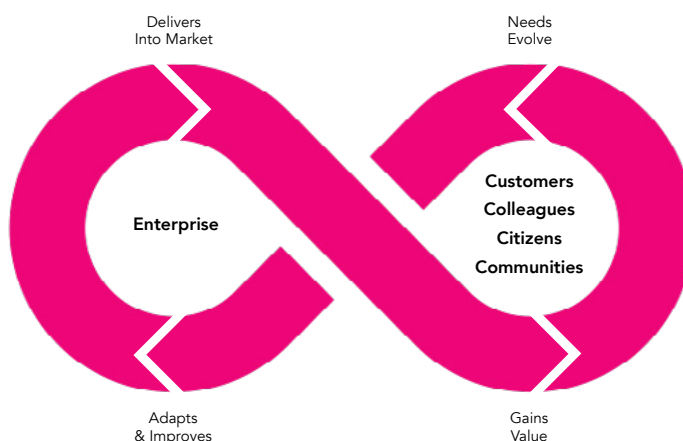 Delivers
Into Market
Needs
Evolve
Enterprise
Customers
Colleagues
Citizens
Communities
Adapts
& Improves
Gains
Value